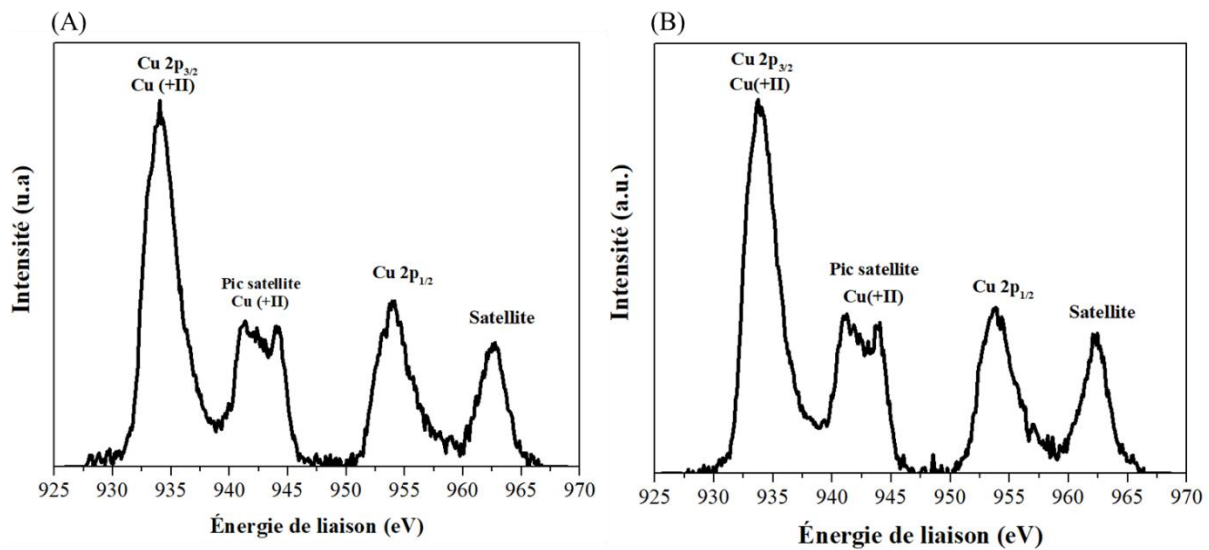 (A)
Cu 2p3/2
Cu (+II)
Pic satellite
Cu (+II)
Cu 2p1/2
Satellite
Intensité (u.a)
925 930 935 940 945 950 955 960 965 970
Énergie de liaison (eV)
(B)
Cu 2p3/2
Cu(+II)
Pic satellite
Cu(+II)
Cu 2p1/2
Satellite
Intensité (a.u.)
925 930 935 940 945 950 955 960 965 970
Énergie de liaison (eV)